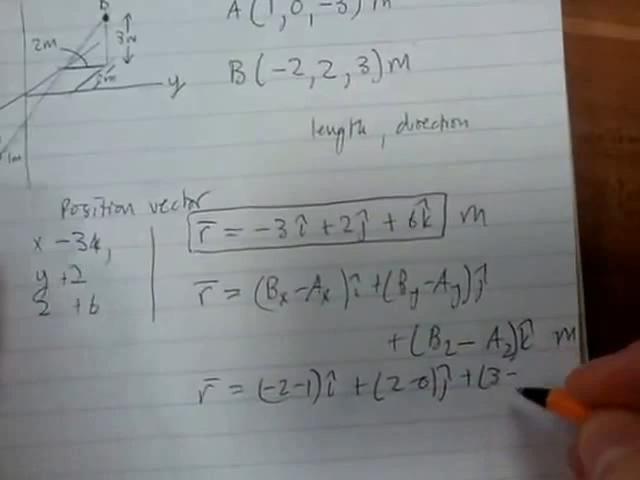 A(1, 0, -3) m
2m
3m
B(-2, 2, 3)m
y
1m
length, direction
Position vector
r̄ = -3î + 2ĵ + 6k̂ m
x -3
y +2
z +6
r̄ = (Bx - Ax)î + (By - Ay)ĵ
+ (Bz - Az)k̂ m
r̄ = (-2-1)î + (2-0)ĵ + (3-